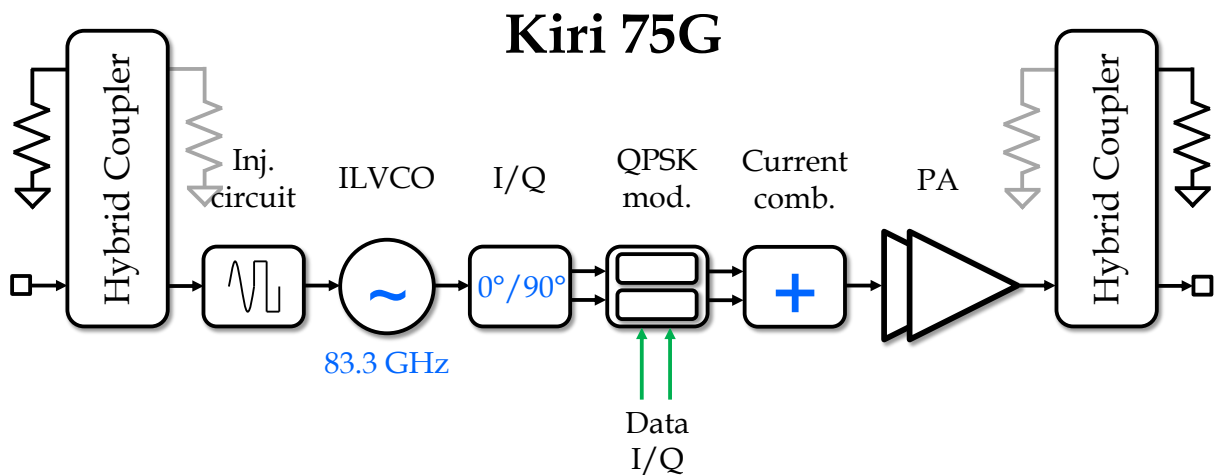 Kiri 75G
Hybrid Coupler
Inj.
circuit
ILVCO
I/Q
QPSK
mod.
Current
comb.
PA
Hybrid Coupler
~
0°/90°
+
83.3 GHz
Data
I/Q